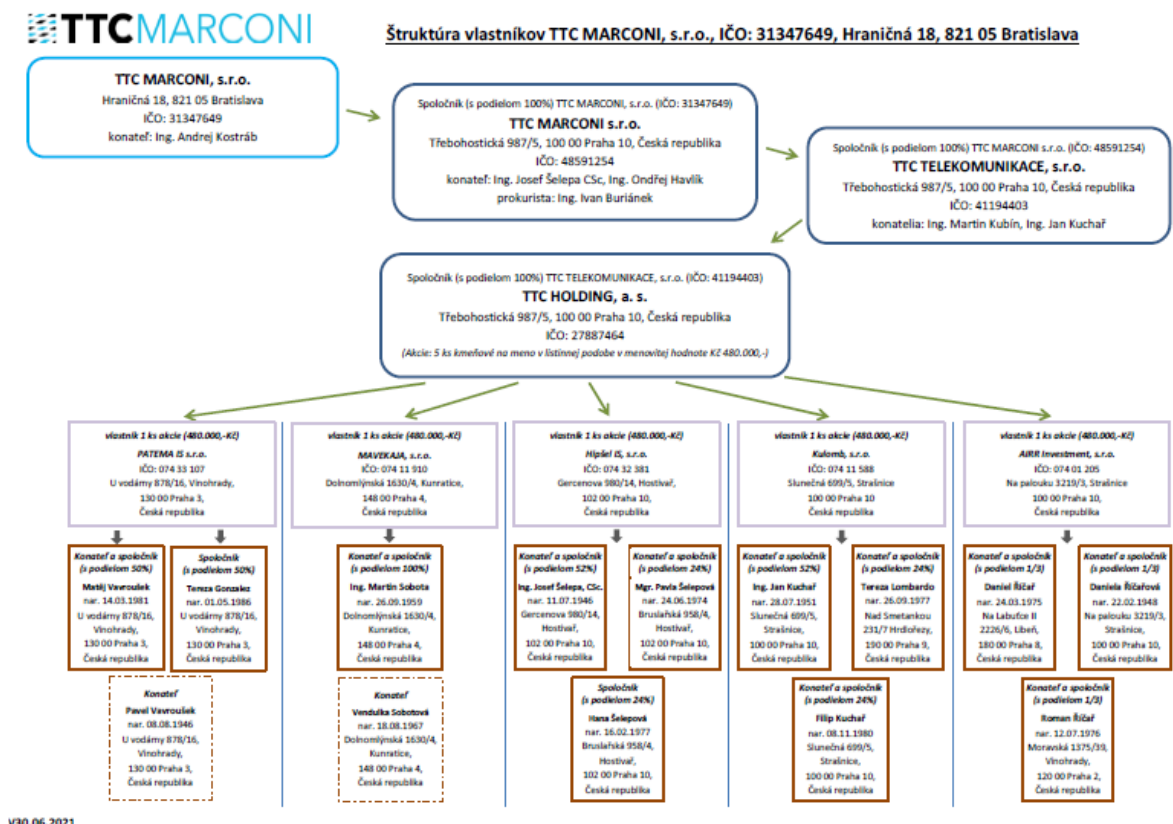 TTC MARCONI
Štruktúra vlastníkov TTC MARCONI, s.r.o., IČO: 31347649, Hraničná 18, 821 05 Bratislava
TTC MARCONI, s.r.o.
Hraničná 18, 821 05 Bratislava
IČO: 31347649
konateľ: Ing. Andrej Kostráb
Spoločník (s podielom 100%) TTC MARCONI, s.r.o. (IČO: 31347649)
TTC MARCONI s.r.o.
Třebohostická 987/5, 100 00 Praha 10, Česká republika
IČO: 48591254
konateľ: Ing. Josef Šelepa CSc, Ing. Ondřej Havlík
prokurista: Ing. Ivan Buriánek
Spoločník (s podielom 100%) TTC MARCONI s.r.o. (IČO: 48591254)
TTC TELEKOMUNIKACE, s.r.o.
Třebohostická 987/5, 100 00 Praha 10, Česká republika
IČO: 41194403
konatelia: Ing. Martin Kubín, Ing. Jan Kuchař
Spoločník (s podielom 100%) TTC TELEKOMUNIKACE, s.r.o. (IČO: 41194403)
TTC HOLDING, a. s.
Třebohostická 987/5, 100 00 Praha 10, Česká republika
IČO: 27887464
(Akcie: 5 ks kmeňové na meno v listinnej podobe v menovitej hodnote Kč 480.000,-)
vlastník 1 ks akcie (480.000,-Kč)
PATEMA IS s.r.o.
IČO: 074 33 107
U vodárny 878/16, Vinohrady,
130 00 Praha 3,
Česká republika
vlastník 1 ks akcie (480.000,-Kč)
MAVEKAJA, s.r.o.
IČO: 074 11 910
Dolnomlýnská 1630/4, Kunratice,
148 00 Praha 4,
Česká republika
vlastník 1 ks akcie (480.000,-Kč)
Hipšel IS, s.r.o.
IČO: 074 32 381
Gercenova 980/14, Hostivař,
102 00 Praha 10,
Česká republika
vlastník 1 ks akcie (480.000,-Kč)
Kulomb, s.r.o.
IČO: 074 11 588
Slunečná 699/5, Strašnice
100 00 Praha 10
Česká republika
vlastník 1 ks akcie (480.000,-Kč)
AIRR Investment, s.r.o.
IČO: 074 01 205
Na palouku 3219/3, Strašnice
100 00 Praha 10,
Česká republika
Konateľ a spoločník
(s podielom 50%)
Matěj Vavroušek
nar. 14.03.1981
U vodárny 878/16,
Vinohrady,
130 00 Praha 3,
Česká republika
Spoločník
(s podielom 50%)
Tereza Gonzalez
nar. 01.05.1986
U vodárny 878/16,
Vinohrady,
130 00 Praha 3,
Česká republika
Konateľ a spoločník
(s podielom 100%)
Ing. Martin Sobota
nar. 26.09.1959
Dolnomlýnská 1630/4,
Kunratice,
148 00 Praha 4,
Česká republika
Konateľ a spoločník
(s podielom 52%)
Ing. Josef Šelepa, CSc.
nar. 11.07.1946
Gercenova 980/14,
Hostivař,
102 00 Praha 10,
Česká republika
Konateľ a spoločník
(s podielom 24%)
Mgr. Pavla Šelepová
nar. 24.06.1974
Bruslařská 958/4,
Hostivař,
102 00 Praha 10,
Česká republika
Konateľ a spoločník
(s podielom 52%)
Ing. Jan Kuchař
nar. 28.07.1951
Slunečná 699/5,
Strašnice,
100 00 Praha 10,
Česká republika
Konateľ a spoločník
(s podielom 24%)
Tereza Lombardo
nar. 26.09.1977
Nad Smetankou
231/7 Hrdlořezy,
190 00 Praha 9,
Česká republika
Konateľ a spoločník
(s podielom 1/3)
Daniel Říčař
nar. 24.03.1975
Na Labuťce II
2226/6, Libeň,
180 00 Praha 8,
Česká republika
Konateľ a spoločník
(s podielom 1/3)
Daniela Říčařová
nar. 22.02.1948
Na palouku 3219/3,
Strašnice,
100 00 Praha 10,
Česká republika
Konateľ
Pavel Vavroušek
nar. 08.08.1946
U vodárny 878/16,
Vinohrady,
130 00 Praha 3,
Česká republika
Konateľ
Vendulka Sobotová
nar. 18.08.1967
Dolnomlýnská 1630/4,
Kunratice,
148 00 Praha 4,
Česká republika
Spoločník
(s podielom 24%)
Hana Šelepová
nar. 16.02.1977
Bruslařská 958/4,
Hostivař,
102 00 Praha 10,
Česká republika
Konateľ a spoločník
(s podielom 24%)
Filip Kuchař
nar. 08.11.1980
Slunečná 699/5,
Strašnice,
100 00 Praha 10,
Česká republika
Konateľ a spoločník
(s podielom 1/3)
Roman Říčař
nar. 12.07.1976
Moravská 1375/39,
Vinohrady,
120 00 Praha 2,
Česká republika
V30.06.2021